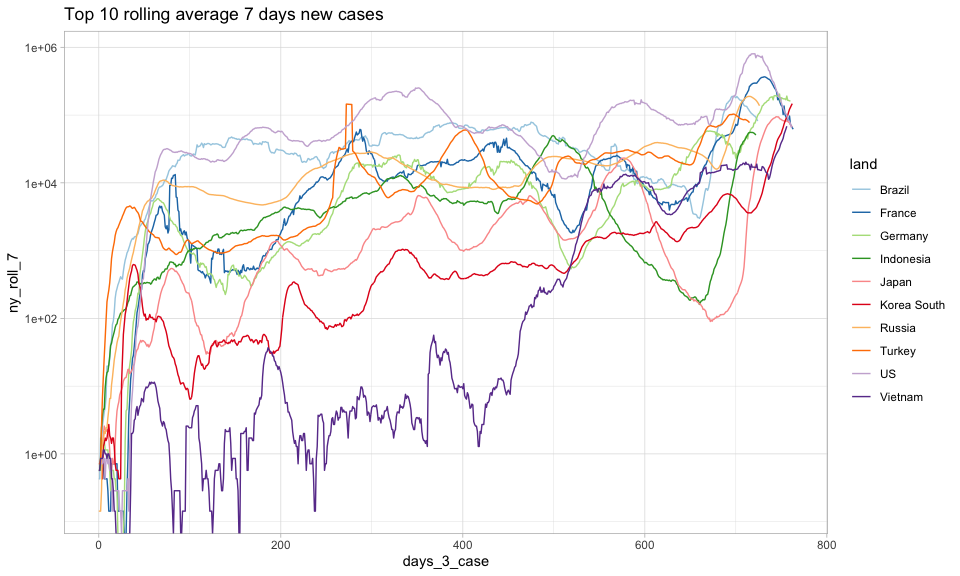 Top 10 rolling average 7 days new cases
1e+06
1e+04
1e+02
1e+00
ny_roll_7
0
200
400
600
800
days_3_case
land
Brazil
France
Germany
Indonesia
Japan
Korea South
Russia
Turkey
US
Vietnam